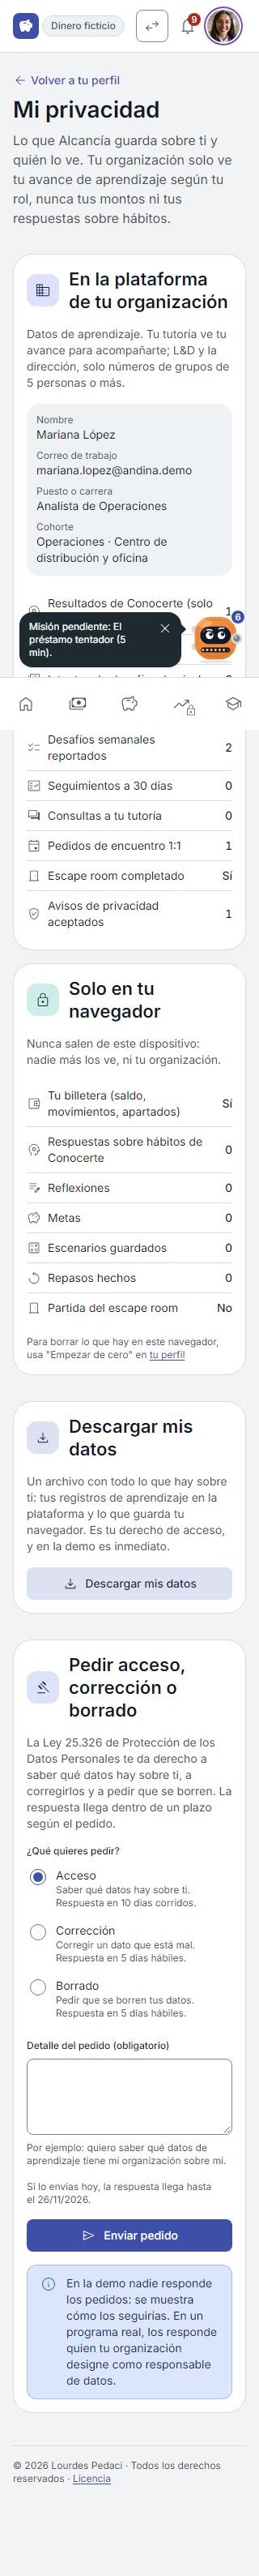 Dinero ficticio
9
Volver a tu perfil
Mi privacidad
Lo que Alcancía guarda sobre ti y
quién lo ve. Tu organización solo ve
tu avance de aprendizaje según tu
rol, nunca tus montos ni tus
respuestas sobre hábitos.
En la plataforma
de tu organización
Datos de aprendizaje. Tu tutoría ve tu
avance para acompañarte; L&D y la
dirección, solo números de grupos de
5 personas o más.
Nombre
Mariana López
Correo de trabajo
mariana.lopez@andina.demo
Puesto o carrera
Analista de Operaciones
Cohorte
Operaciones · Centro de
distribución y oficina
Resultados de Conocerte (solo
1
Misión pendiente: El
préstamo tentador (5
min).
6
Desafíos semanales
reportados 2
Seguimientos a 30 días 0
Consultas a tu tutoría 0
Pedidos de encuentro 1:1 1
Escape room completado Sí
Avisos de privacidad
aceptados 1
Solo en tu
navegador
Nunca salen de este dispositivo:
nadie más los ve, ni tu organización.
Tu billetera (saldo,
movimientos, apartados) Sí
Respuestas sobre hábitos de
Conocerte 0
Reflexiones 0
Metas 0
Escenarios guardados 0
Repasos hechos 0
Partida del escape room No
Para borrar lo que hay en este navegador,
usa "Empezar de cero" en tu perfil
Descargar mis
datos
Un archivo con todo lo que hay sobre
ti: tus registros de aprendizaje en la
plataforma y lo que guarda tu
navegador. Es tu derecho de acceso,
y en la demo es inmediato.
Descargar mis datos
Pedir acceso,
corrección o
borrado
La Ley 25.326 de Protección de los
Datos Personales te da derecho a
saber qué datos hay sobre ti, a
corregirlos y a pedir que se borren. La
respuesta llega dentro de un plazo
según el pedido.
¿Qué quieres pedir?
Acceso
Saber qué datos hay sobre ti.
Respuesta en 10 días corridos.
Corrección
Corregir un dato que está mal.
Respuesta en 5 días hábiles.
Borrado
Pedir que se borren tus datos.
Respuesta en 5 días hábiles.
Detalle del pedido (obligatorio)
Por ejemplo: quiero saber qué datos de
aprendizaje tiene mi organización sobre mí.
Si lo envías hoy, la respuesta llega hasta
el 26/11/2026.
Enviar pedido
En la demo nadie responde
los pedidos: se muestra
cómo los seguirías. En un
programa real, los responde
quien tu organización
designe como responsable
de datos.
© 2026 Lourdes Pedaci · Todos los derechos
reservados · Licencia